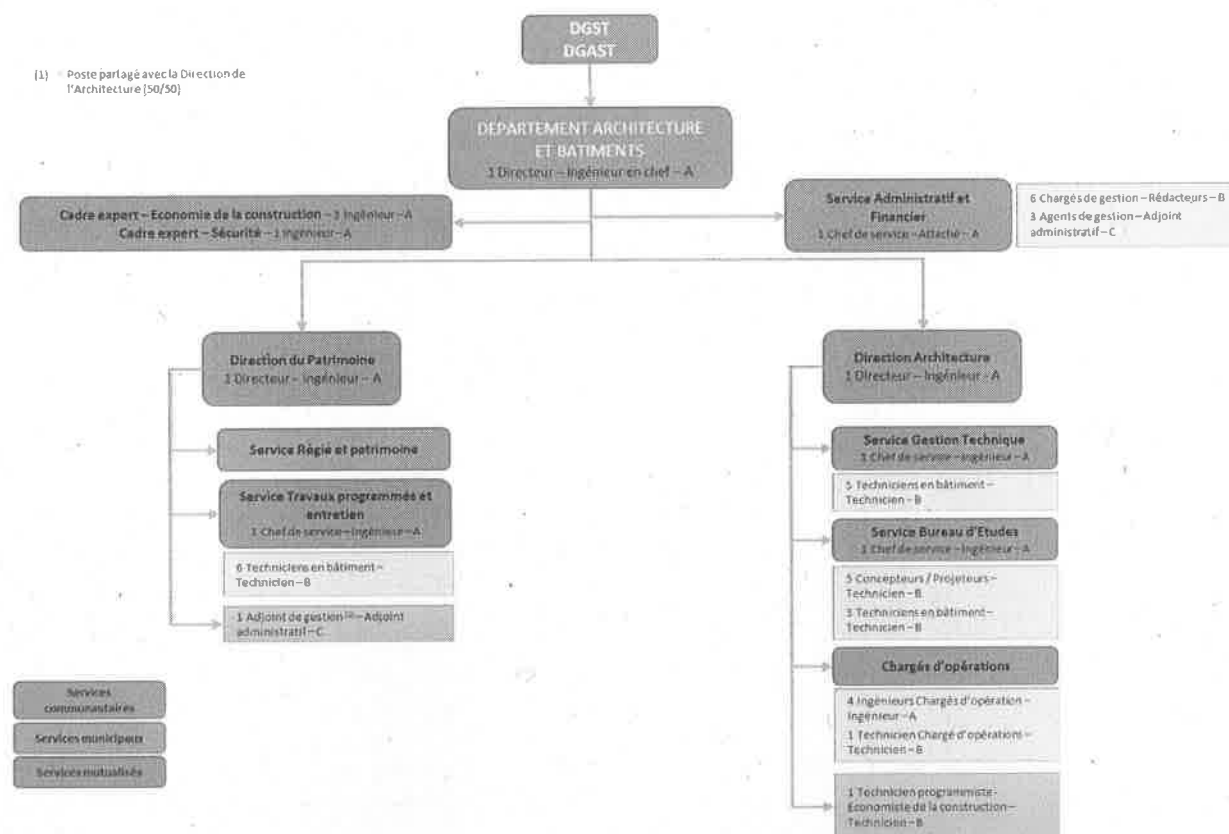 DGST
DGAST
(1) Poste partagé avec la Direction de
l'Architecture (50/50)
DEPARTEMENT ARCHITECTURE
ET BATIMENTS
1 Directeur – Ingénieur en chef – A
Cadre expert – Economie de la construction – 1 Ingénieur – A
Cadre expert – Sécurité – 1 Ingénieur – A
Service Administratif et
Financier
1 Chef de service – Attaché – A
6 Chargés de gestion – Rédacteurs – B
3 Agents de gestion – Adjoint
administratif – C
Direction du Patrimoine
1 Directeur – Ingénieur – A
Service Régie et patrimoine
Service Travaux programmés et
entretien
1 Chef de service – Ingénieur – A
6 Techniciens en bâtiment –
Technicien – B
1 Adjoint de gestion (1) – Adjoint
administratif – C
Direction Architecture
1 Directeur – Ingénieur – A
Service Gestion Technique
1 Chef de service – Ingénieur – A
5 Techniciens en bâtiment –
Technicien – B
Service Bureau d'Etudes
1 Chef de service – Ingénieur – A
5 Concepteurs / Projeteurs –
Technicien – B
3 Techniciens en bâtiment –
Technicien – B
Chargés d'opérations
4 Ingénieurs Chargés d'opération –
Ingénieur – A
1 Technicien Chargé d'opérations –
Technicien – B
1 Technicien programmiste -
Economiste de la construction –
Technicien – B
Services
communautaires
Services municipaux
Services mutualisés